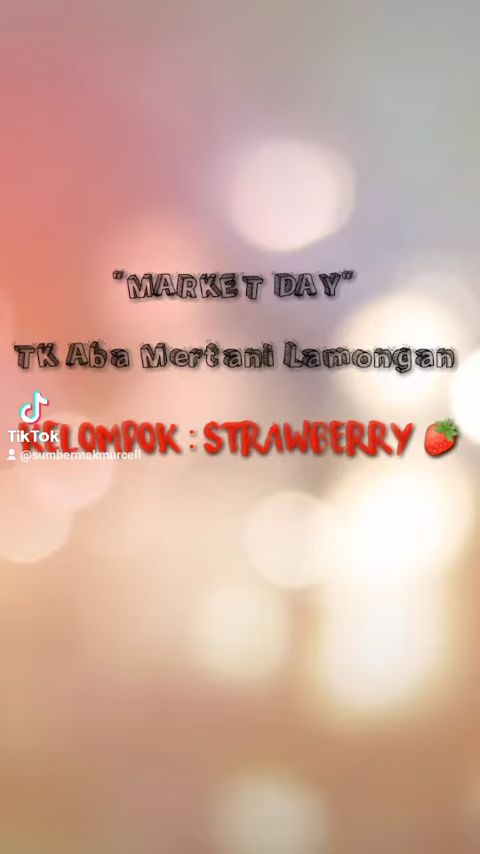 "MARKET DAY"
TK Aba Mertani Lamongan
KELOMPOK : STRAWBERRY 🍓
TikTok
@sumbermakmurcell